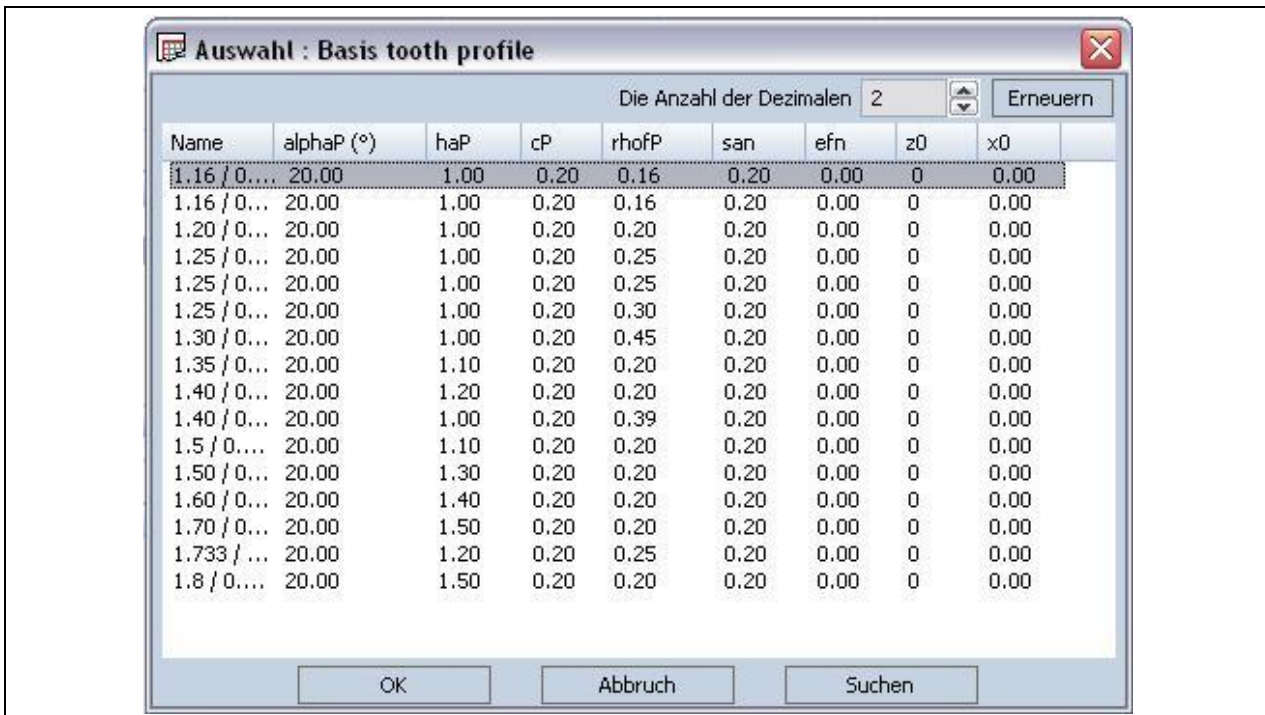 Auswahl : Basis tooth profile
Die Anzahl der Dezimalen 2 Erneuern
Name alphaP (°) haP cP rhofP san efn z0 x0
1.16 / 0.... 20.00 1.00 0.20 0.16 0.20 0.00 0 0.00
1.16 / 0... 20.00 1.00 0.20 0.16 0.20 0.00 0 0.00
1.20 / 0... 20.00 1.00 0.20 0.20 0.20 0.00 0 0.00
1.25 / 0... 20.00 1.00 0.20 0.25 0.20 0.00 0 0.00
1.25 / 0... 20.00 1.00 0.20 0.25 0.20 0.00 0 0.00
1.25 / 0... 20.00 1.00 0.20 0.30 0.20 0.00 0 0.00
1.30 / 0... 20.00 1.00 0.20 0.45 0.20 0.00 0 0.00
1.35 / 0... 20.00 1.10 0.20 0.20 0.20 0.00 0 0.00
1.40 / 0... 20.00 1.20 0.20 0.20 0.20 0.00 0 0.00
1.40 / 0... 20.00 1.00 0.20 0.39 0.20 0.00 0 0.00
1.5 / 0.... 20.00 1.10 0.20 0.20 0.20 0.00 0 0.00
1.50 / 0... 20.00 1.30 0.20 0.20 0.20 0.00 0 0.00
1.60 / 0... 20.00 1.40 0.20 0.20 0.20 0.00 0 0.00
1.70 / 0... 20.00 1.50 0.20 0.20 0.20 0.00 0 0.00
1.733 / ... 20.00 1.20 0.20 0.25 0.20 0.00 0 0.00
1.8 / 0.... 20.00 1.50 0.20 0.20 0.20 0.00 0 0.00
OK Abbruch Suchen